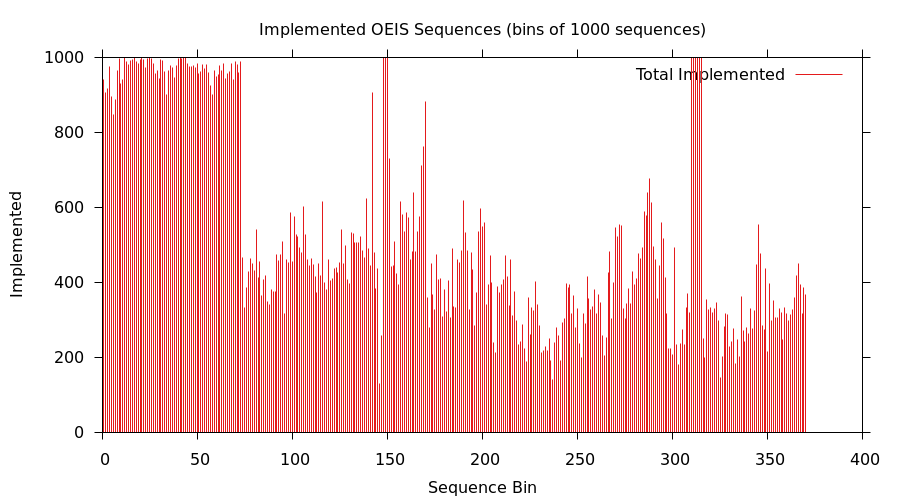 Implemented OEIS Sequences (bins of 1000 sequences)
Total Implemented
1000
800
600
400
200
0
Implemented
0 50 100 150 200 250 300 350 400
Sequence Bin